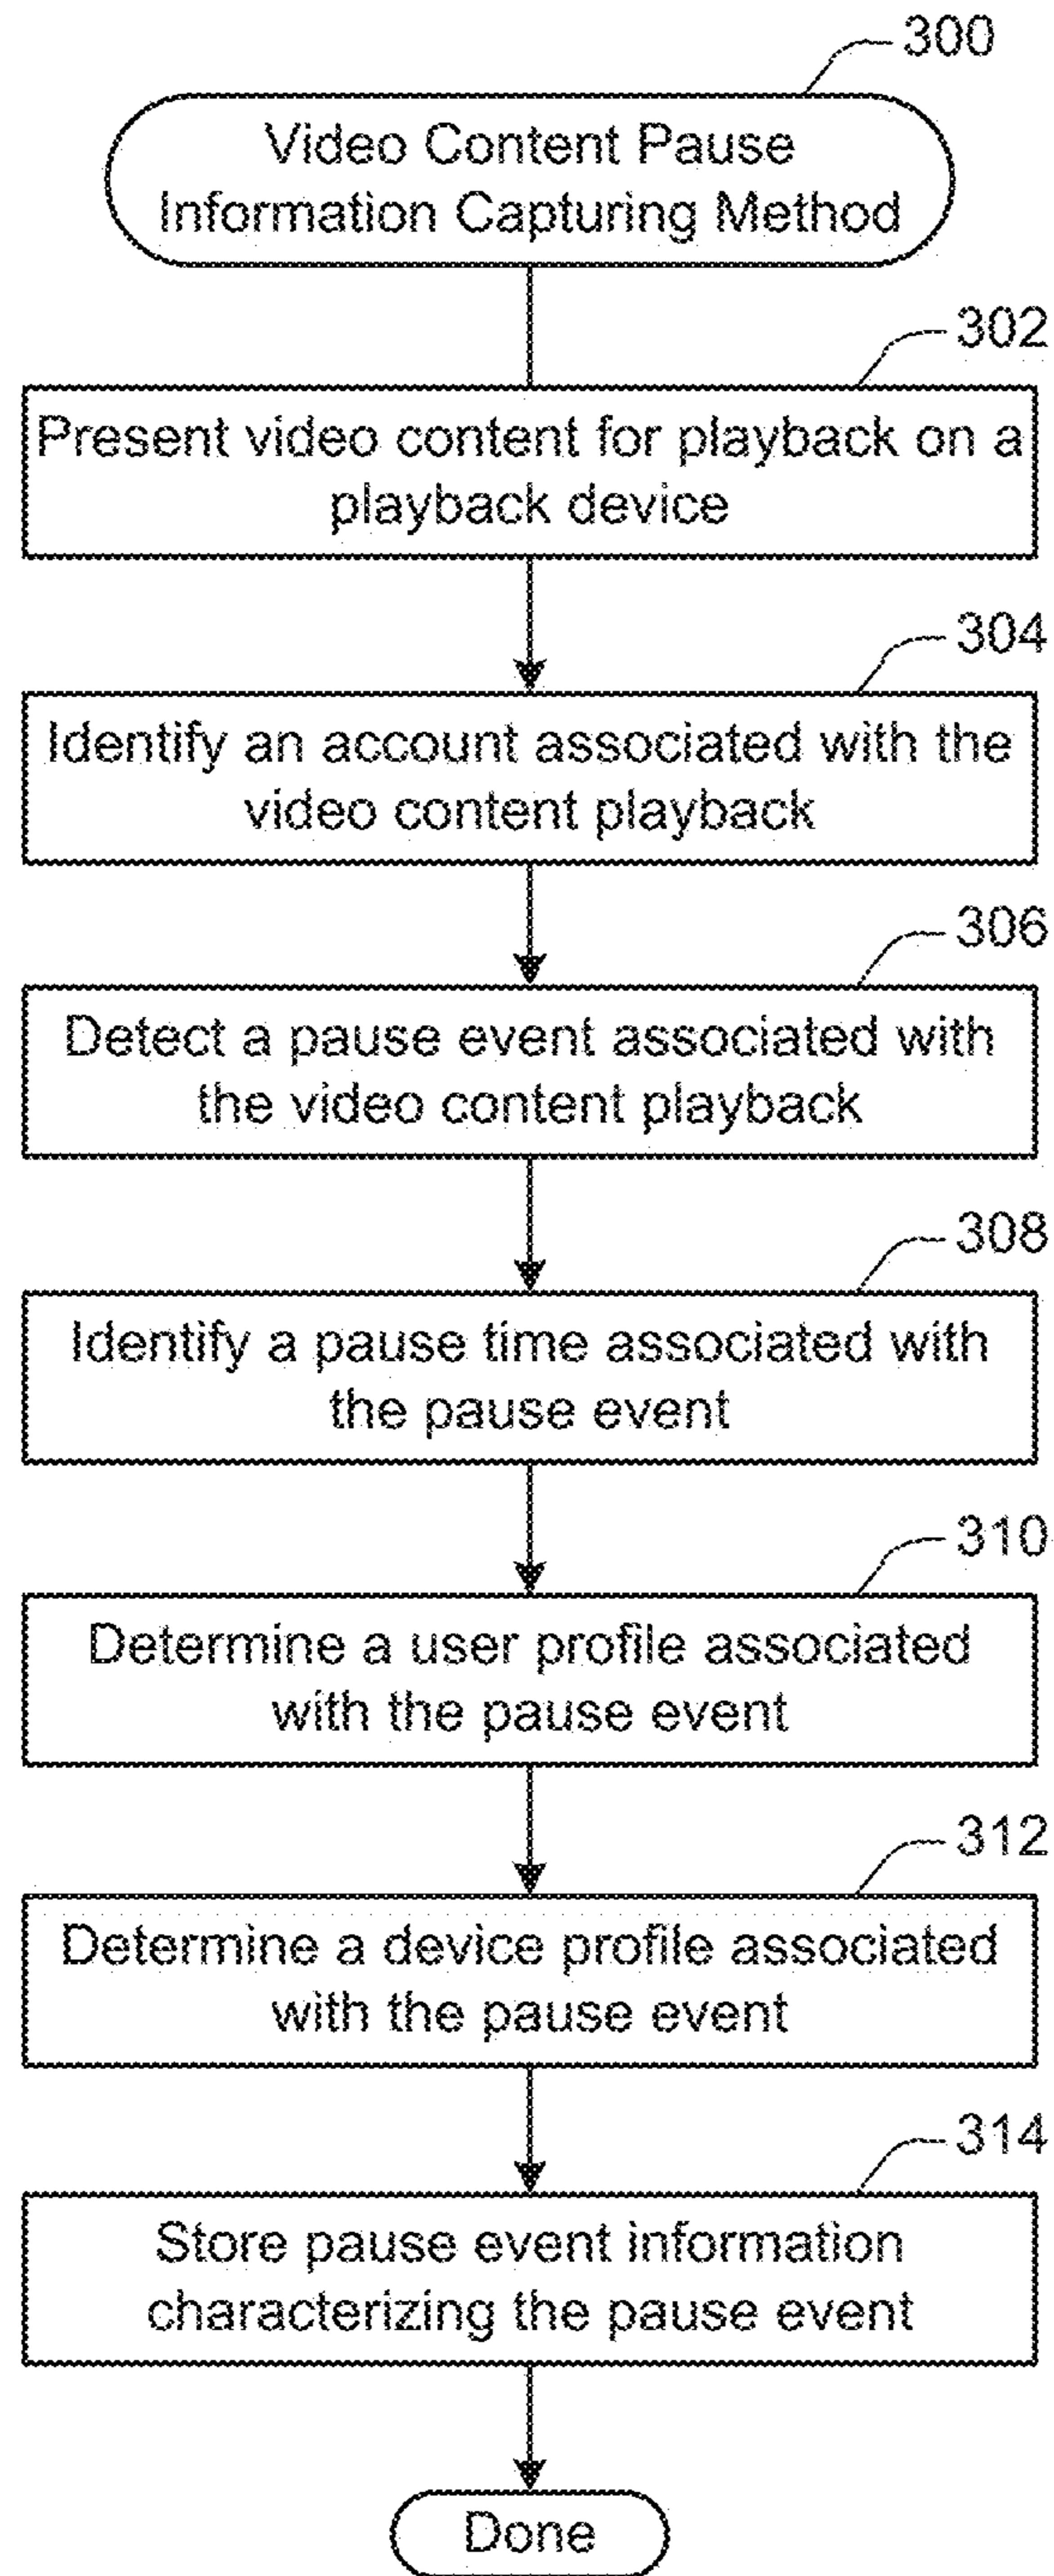 300
Video Content Pause
Information Capturing Method
302
Present video content for playback on a
playback device
304
Identify an account associated with the
video content playback
306
Detect a pause event associated with
the video content playback
308
Identify a pause time associated with
the pause event
310
Determine a user profile associated
with the pause event
312
Determine a device profile associated
with the pause event
314
Store pause event information
characterizing the pause event
Done